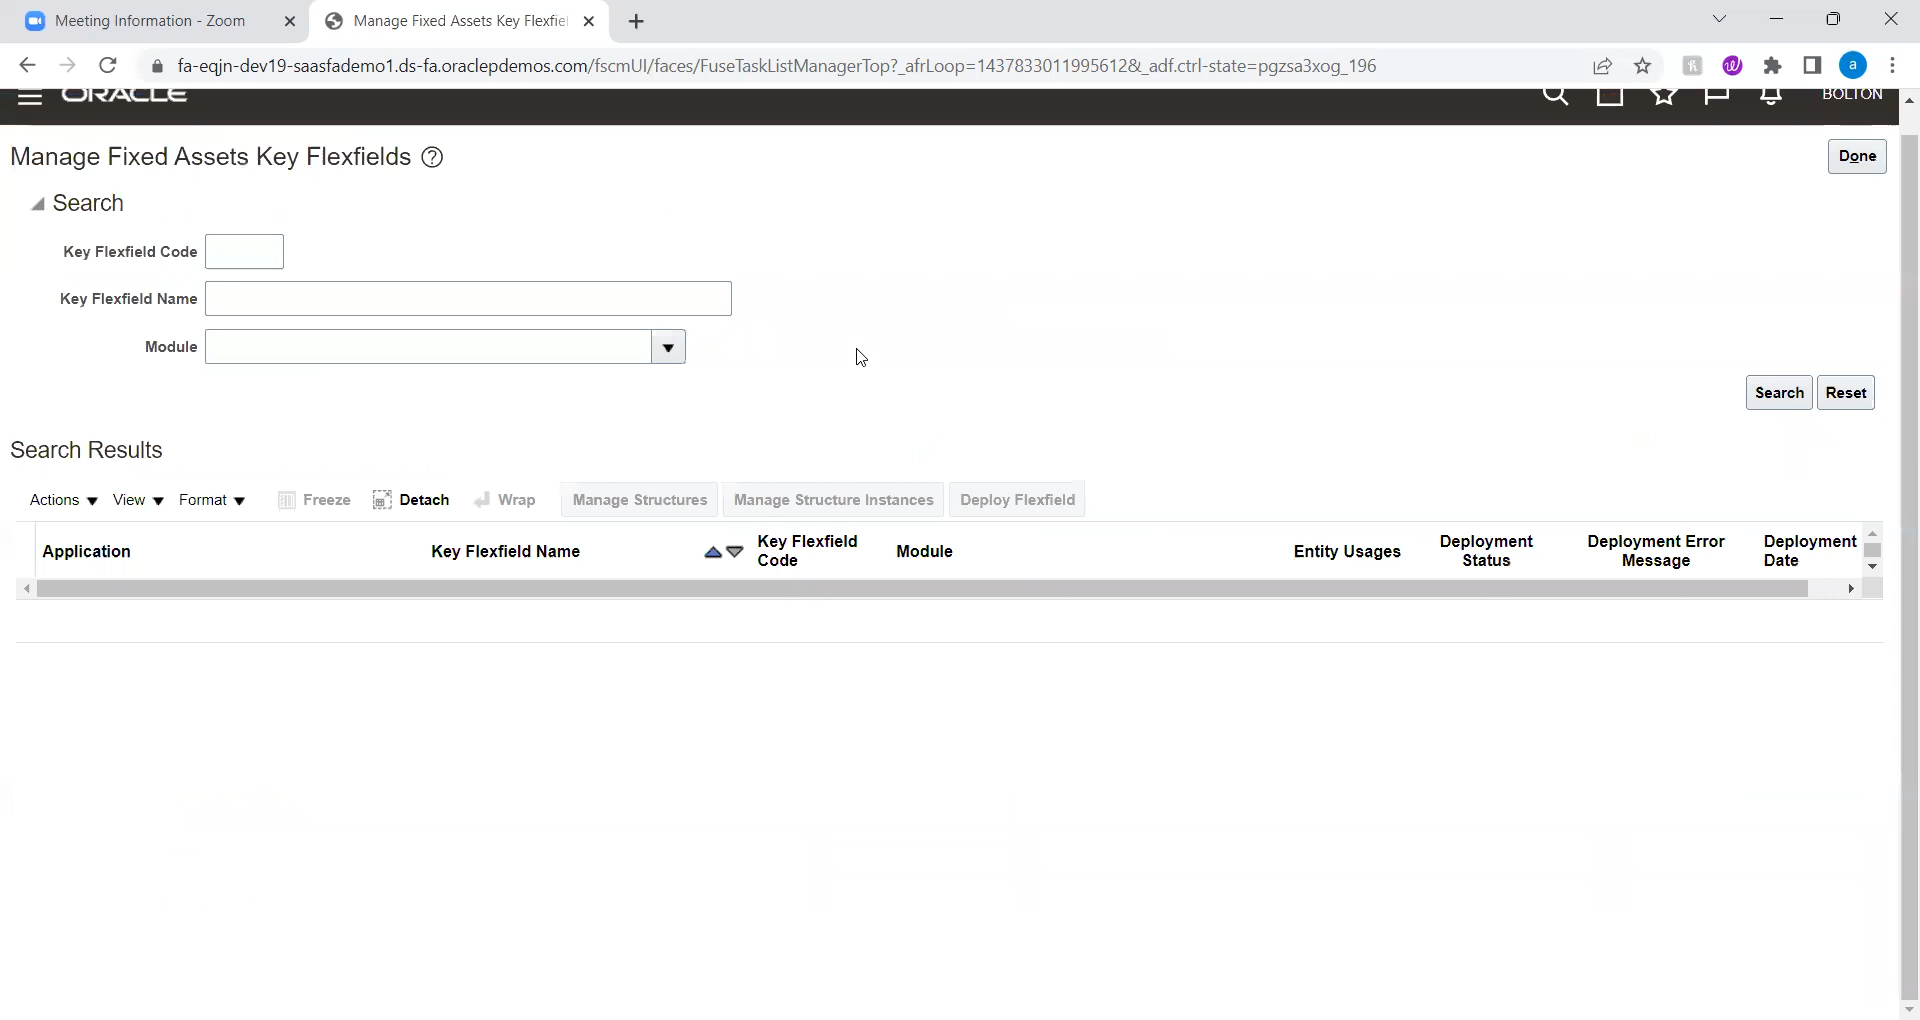 Meeting Information - Zoom
Manage Fixed Assets Key Flexfie
fa-eqjn-dev19-saasfademo1.ds-fa.oraclepdemos.com/fscmUI/faces/FuseTaskListManagerTop?_afrLoop=14378330119956128&_adf.ctrl-state=pgzsa3xog_196
a
ORACLE
BOLTON
Manage Fixed Assets Key Flexfields ?
Done
Search
Key Flexfield Code
Key Flexfield Name
Module
Search Reset
Search Results
Actions View Format Freeze Detach Wrap Manage Structures Manage Structure Instances Deploy Flexfield
Application Key Flexfield Name Key Flexfield Code Module Entity Usages Deployment Status Deployment Error Message Deployment Date